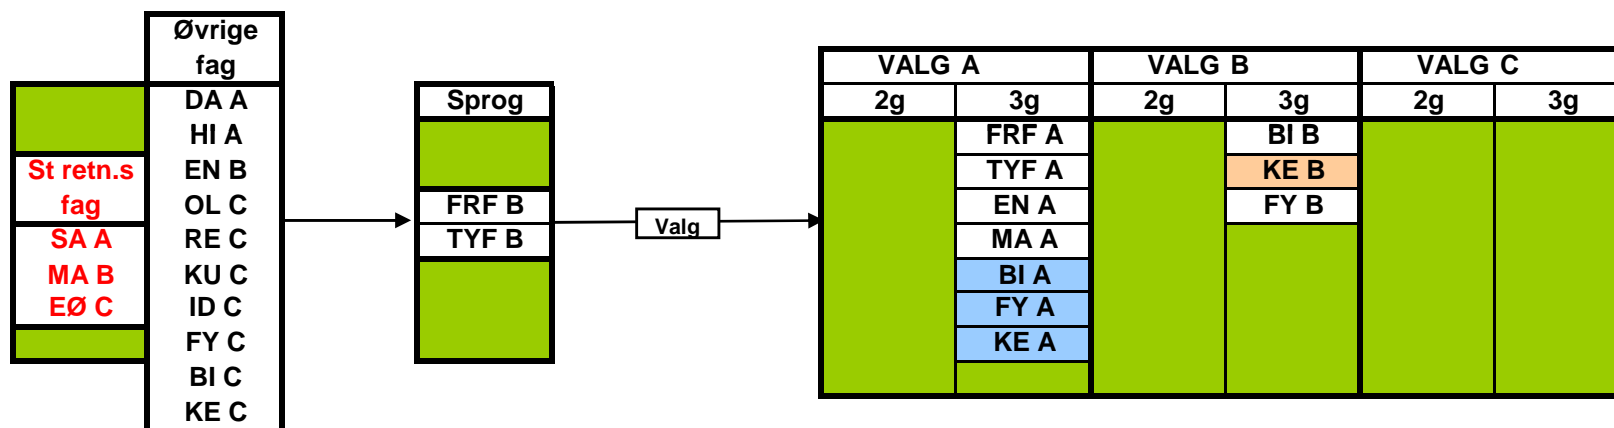 Øvrige
fag
DA A
HI A
EN B
OL C
RE C
KU C
ID C
FY C
BI C
KE C
St retn.s
fag
SA A
MA B
EØ C
Sprog
FRF B
TYF B
Valg
VALG A VALG B VALG C
2g 3g 2g 3g 2g 3g
FRF A BI B
TYF A KE B
EN A FY B
MA A
BI A
FY A
KE A